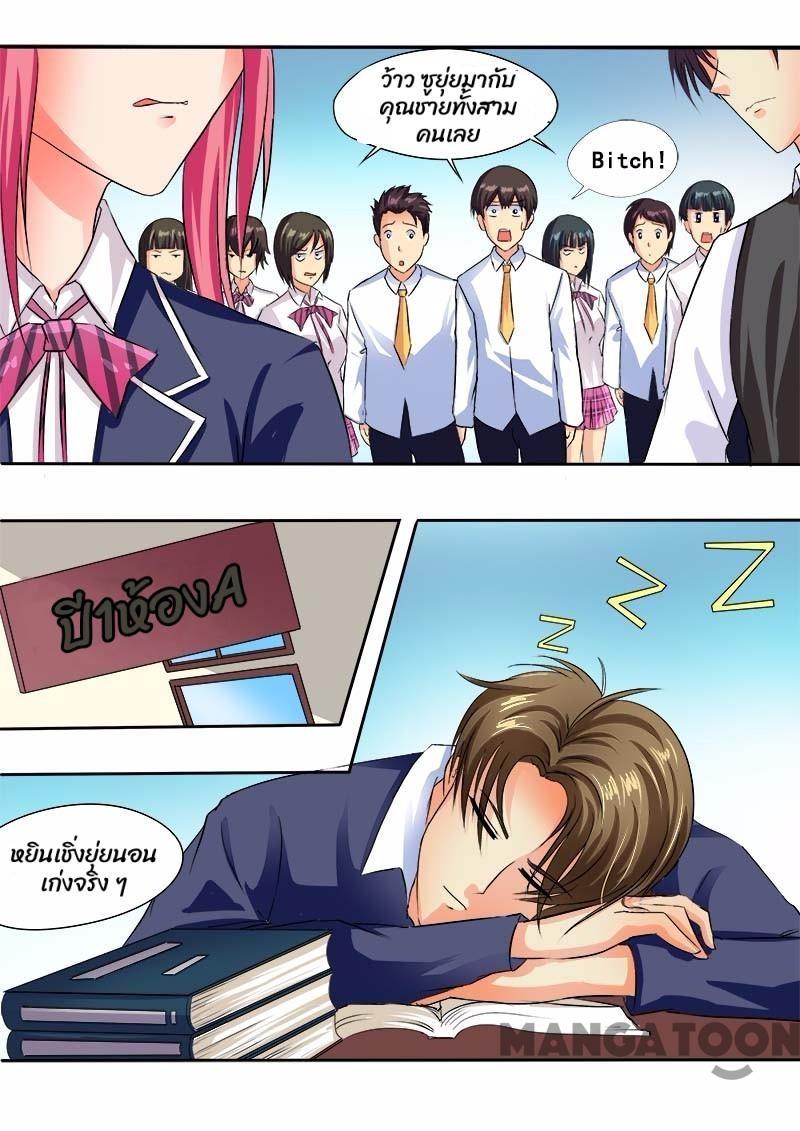 ว้าว ซูยุ่ยมากับ
คุณชายทั้งสาม
คนเลย
Bitch!
ปี1ห้องA
Z Z Z
หยินเชิ่งยุ่ยนอน
เก่งจริง ๆ
MANGATOON